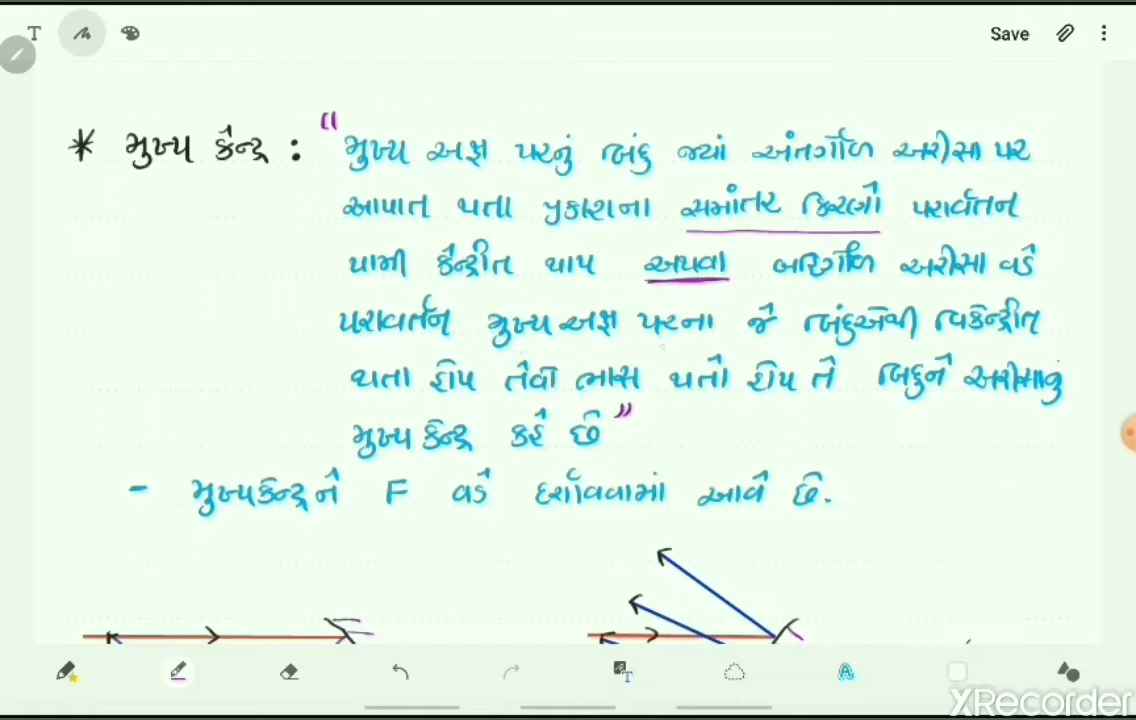 T
Save
* મુખ્ય કેન્દ્ર : "મુખ્ય અક્ષ પરનું બિંદુ જ્યાં અંતર્ગોળ અરીસા પર
આપાત થતા પ્રકાશના સમાંતર કિરણો પરાવર્તન
પામી કેન્દ્રીત થાય અથવા બહિર્ગોળ અરીસા વડે
પરાવર્તન મુખ્ય અક્ષ પરના જે બિંદુએથી વિકેન્દ્રીત
થતા હોય તેવો ભાસ થતો હોય તે બિંદુને અરીસાનું
મુખ્ય કેન્દ્ર કહે છે"
- મુખ્યકેન્દ્રને F વડે દર્શાવવામાં આવે છે.
T
A
XRecorder